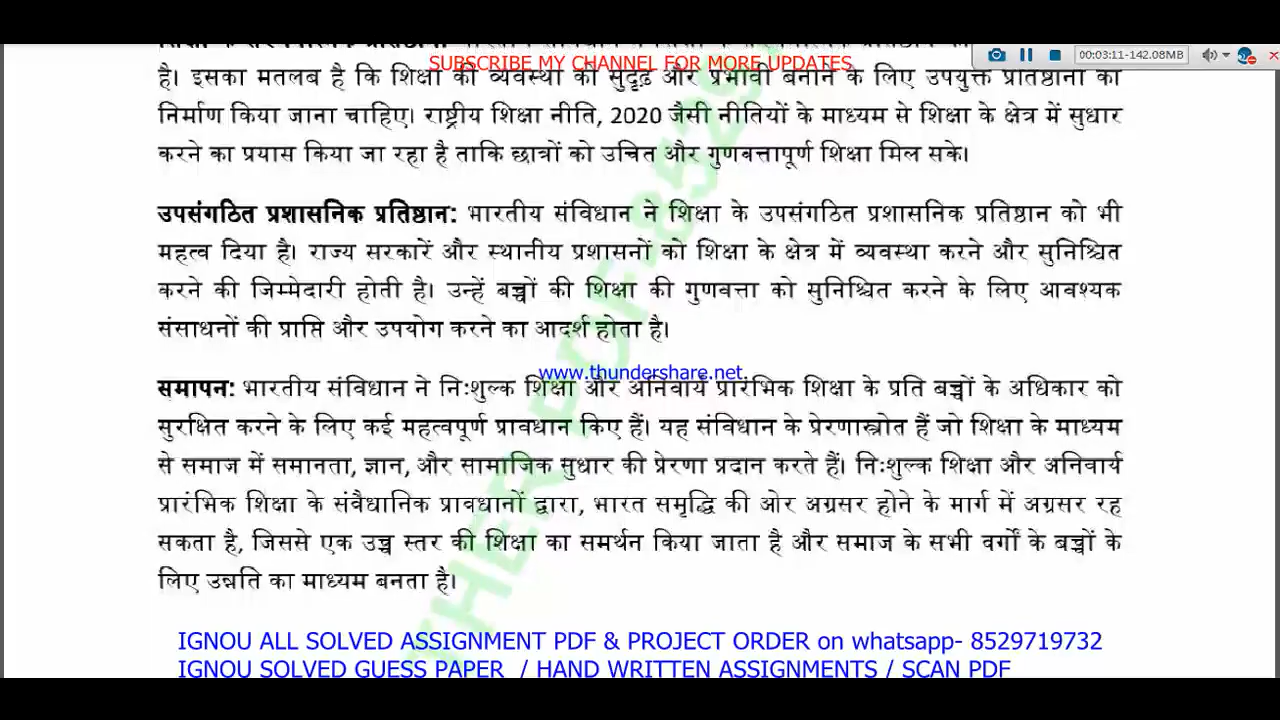 SUBSCRIBE MY CHANNEL FOR MORE UPDATES
00:03:11-142.08MB
है। इसका मतलब है कि शिक्षा की व्यवस्था को सुदृढ़ और प्रभावी बनाने के लिए उपयुक्त प्रतिष्ठानों का
निर्माण किया जाना चाहिए। राष्ट्रीय शिक्षा नीति, 2020 जैसी नीतियों के माध्यम से शिक्षा के क्षेत्र में सुधार
करने का प्रयास किया जा रहा है ताकि छात्रों को उचित और गुणवत्तापूर्ण शिक्षा मिल सके।
उपसंगठित प्रशासनिक प्रतिष्ठान: भारतीय संविधान ने शिक्षा के उपसंगठित प्रशासनिक प्रतिष्ठान को भी
महत्व दिया है। राज्य सरकारें और स्थानीय प्रशासनों को शिक्षा के क्षेत्र में व्यवस्था करने और सुनिश्चित
करने की जिम्मेदारी होती है। उन्हें बच्चों की शिक्षा की गुणवत्ता को सुनिश्चित करने के लिए आवश्यक
संसाधनों की प्राप्ति और उपयोग करने का आदर्श होता है।
www.thundershare.net
समापन: भारतीय संविधान ने नि:शुल्क शिक्षा और अनिवार्य प्रारंभिक शिक्षा के प्रति बच्चों के अधिकार को
सुरक्षित करने के लिए कई महत्वपूर्ण प्रावधान किए हैं। यह संविधान के प्रेरणास्त्रोत हैं जो शिक्षा के माध्यम
से समाज में समानता, ज्ञान, और सामाजिक सुधार की प्रेरणा प्रदान करते हैं। नि:शुल्क शिक्षा और अनिवार्य
प्रारंभिक शिक्षा के संवैधानिक प्रावधानों द्वारा, भारत समृद्धि की ओर अग्रसर होने के मार्ग में अग्रसर रह
सकता है, जिससे एक उच्च स्तर की शिक्षा का समर्थन किया जाता है और समाज के सभी वर्गों के बच्चों के
लिए उन्नति का माध्यम बनता है।
IGNOU ALL SOLVED ASSIGNMENT PDF & PROJECT ORDER on whatsapp- 8529719732
IGNOU SOLVED GUESS PAPER / HAND WRITTEN ASSIGNMENTS / SCAN PDF